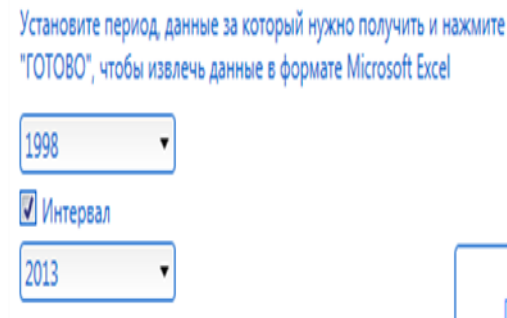 Установите период, данные за который нужно получить и нажмите
"ГОТОВО", чтобы извлечь данные в формате Microsoft Excel
1998
Интервал
2013